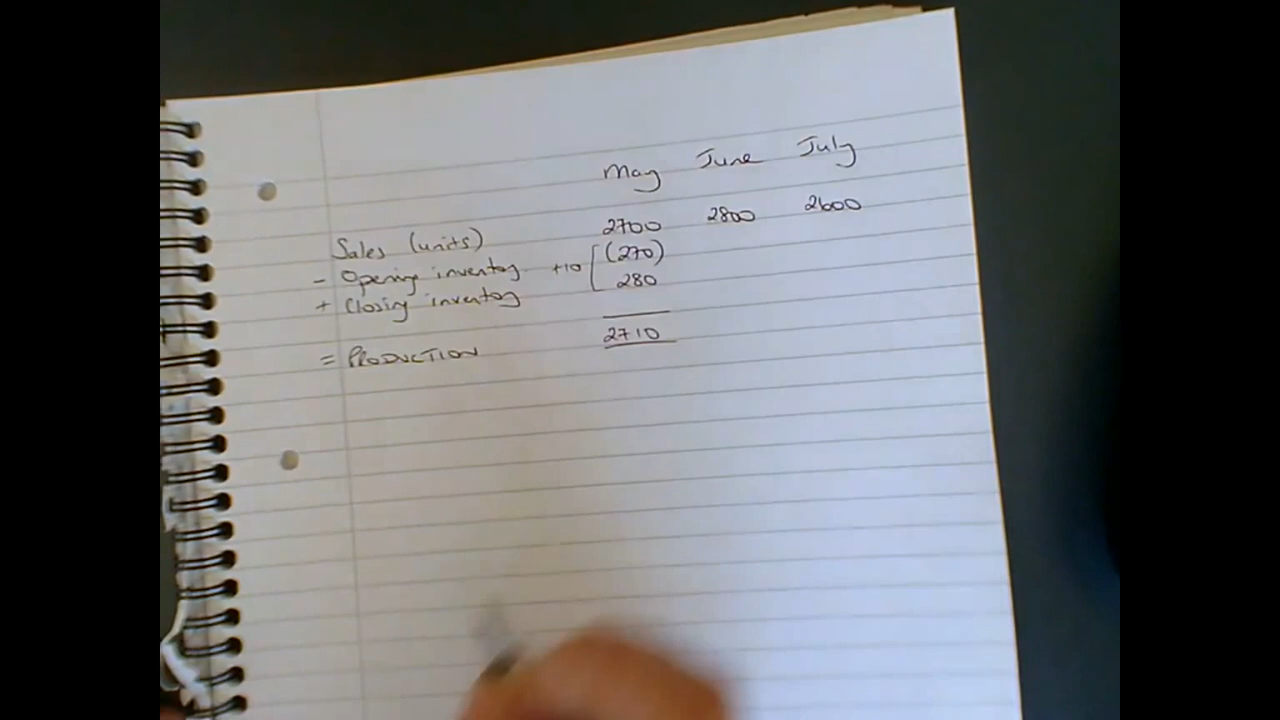 May June July
Sales (units) 2700 2800 2600
- Opening inventory +10 (270)
+ Closing inventory 280
= PRODUCTION 2710